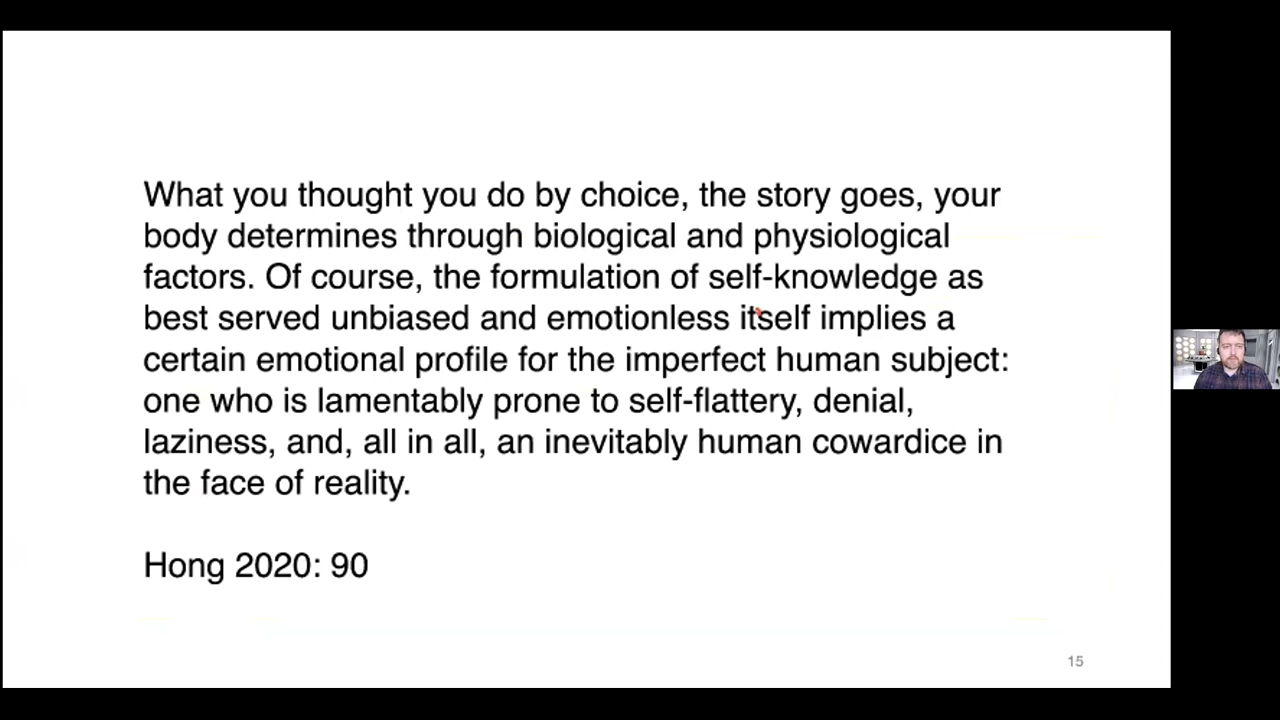 What you thought you do by choice, the story goes, your
body determines through biological and physiological
factors. Of course, the formulation of self-knowledge as
best served unbiased and emotionless itself implies a
certain emotional profile for the imperfect human subject:
one who is lamentably prone to self-flattery, denial,
laziness, and, all in all, an inevitably human cowardice in
the face of reality.
Hong 2020: 90
15